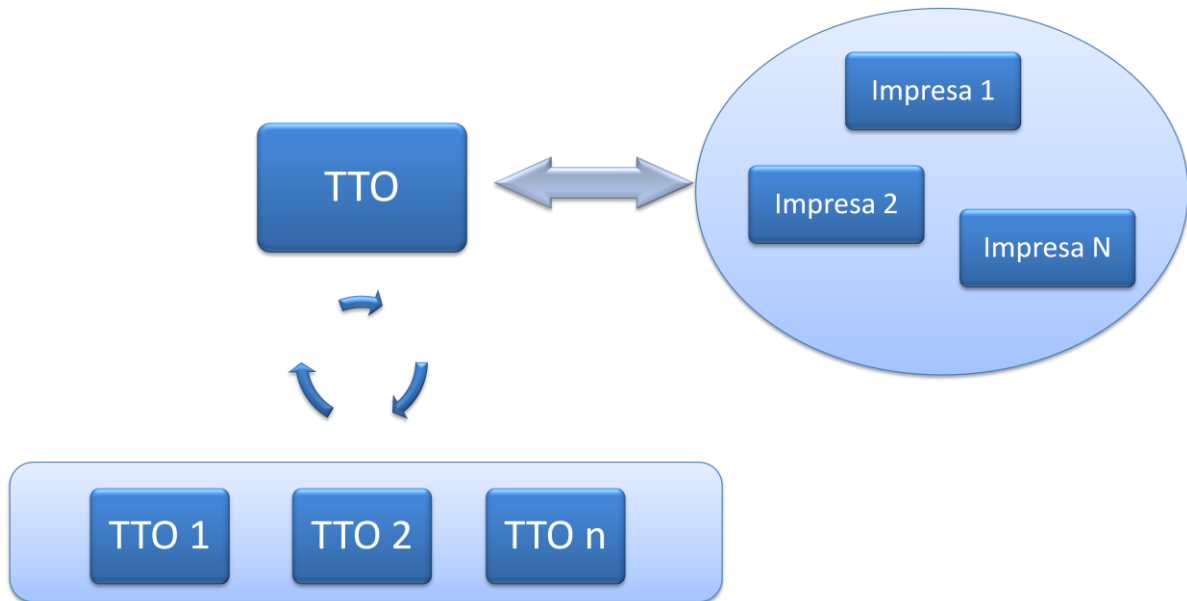 TTO
Impresa 1
Impresa 2
Impresa N
TTO 1
TTO 2
TTO n